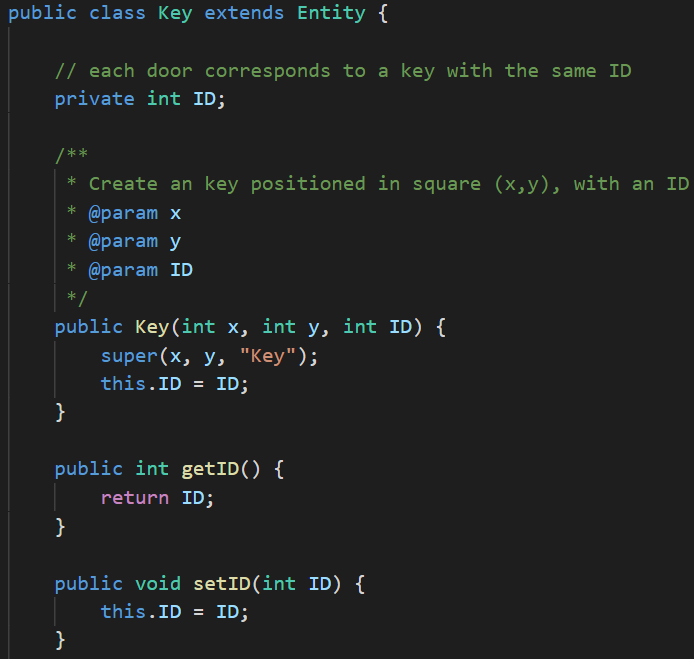 public class Key extends Entity {
// each door corresponds to a key with the same ID
private int ID;
/**
* Create an key positioned in square (x,y), with an ID
* @param x
* @param y
* @param ID
*/
public Key(int x, int y, int ID) {
super(x, y, "Key");
this.ID = ID;
}
public int getID() {
return ID;
}
public void setID(int ID) {
this.ID = ID;
}